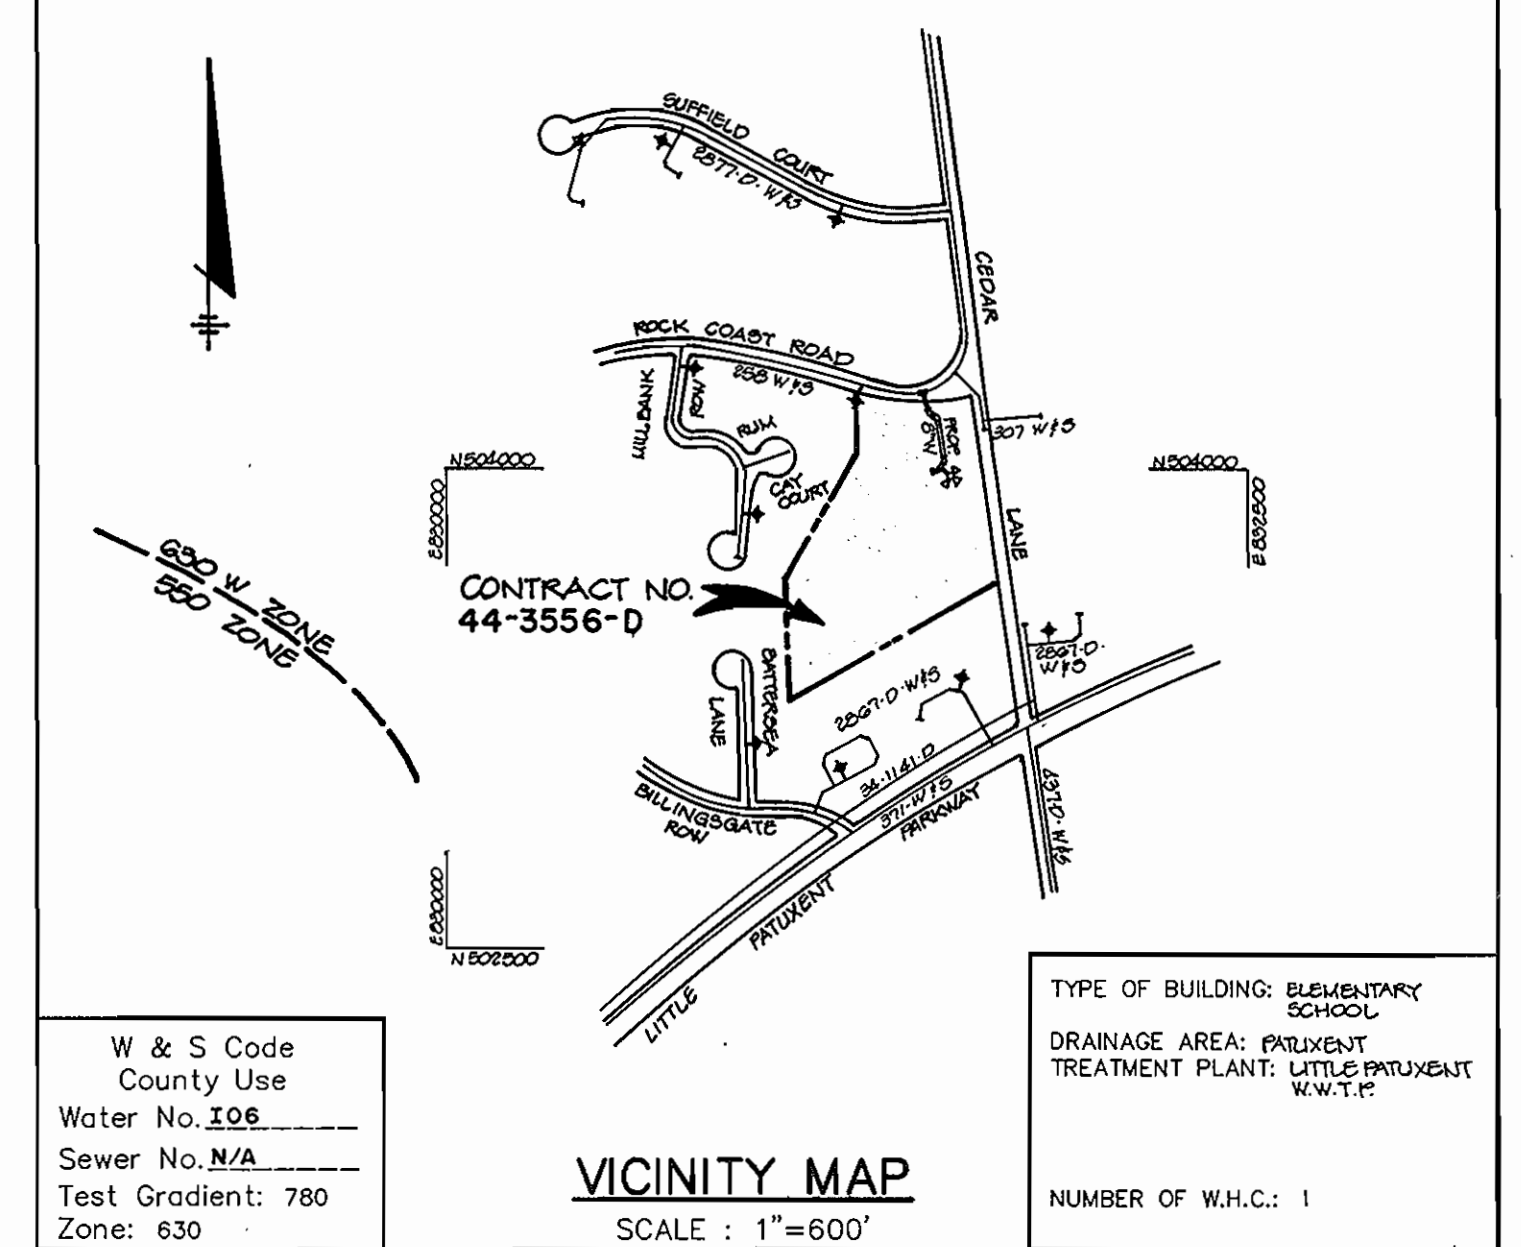 SUFFIELD COURT
2877·D·W&S
CEDAR
LANE
ROCK COAST ROAD
258 W&S
MILLBANK
ROW
RUM
CAY
COURT
PROP.
8"W
307 W&S
N504000
E830000
N504000
E832500
630 W ZONE
550 ZONE
CONTRACT NO.
44-3556-D
BATTERSEA
LANE
2867·D·W&S
2867·D·
W&S
34·1141·D
371·W&S
BILLINGSGATE
ROW
LITTLE PATUXENT PARKWAY
637·D·W&S
E830000
N502500
TYPE OF BUILDING: ELEMENTARY
SCHOOL
DRAINAGE AREA: PATUXENT
TREATMENT PLANT: LITTLE PATUXENT
W.W.T.P.
NUMBER OF W.H.C.: 1
W & S Code
County Use
Water No. I06
Sewer No. N/A
Test Gradient: 780
Zone: 630
VICINITY MAP
SCALE : 1"=600'